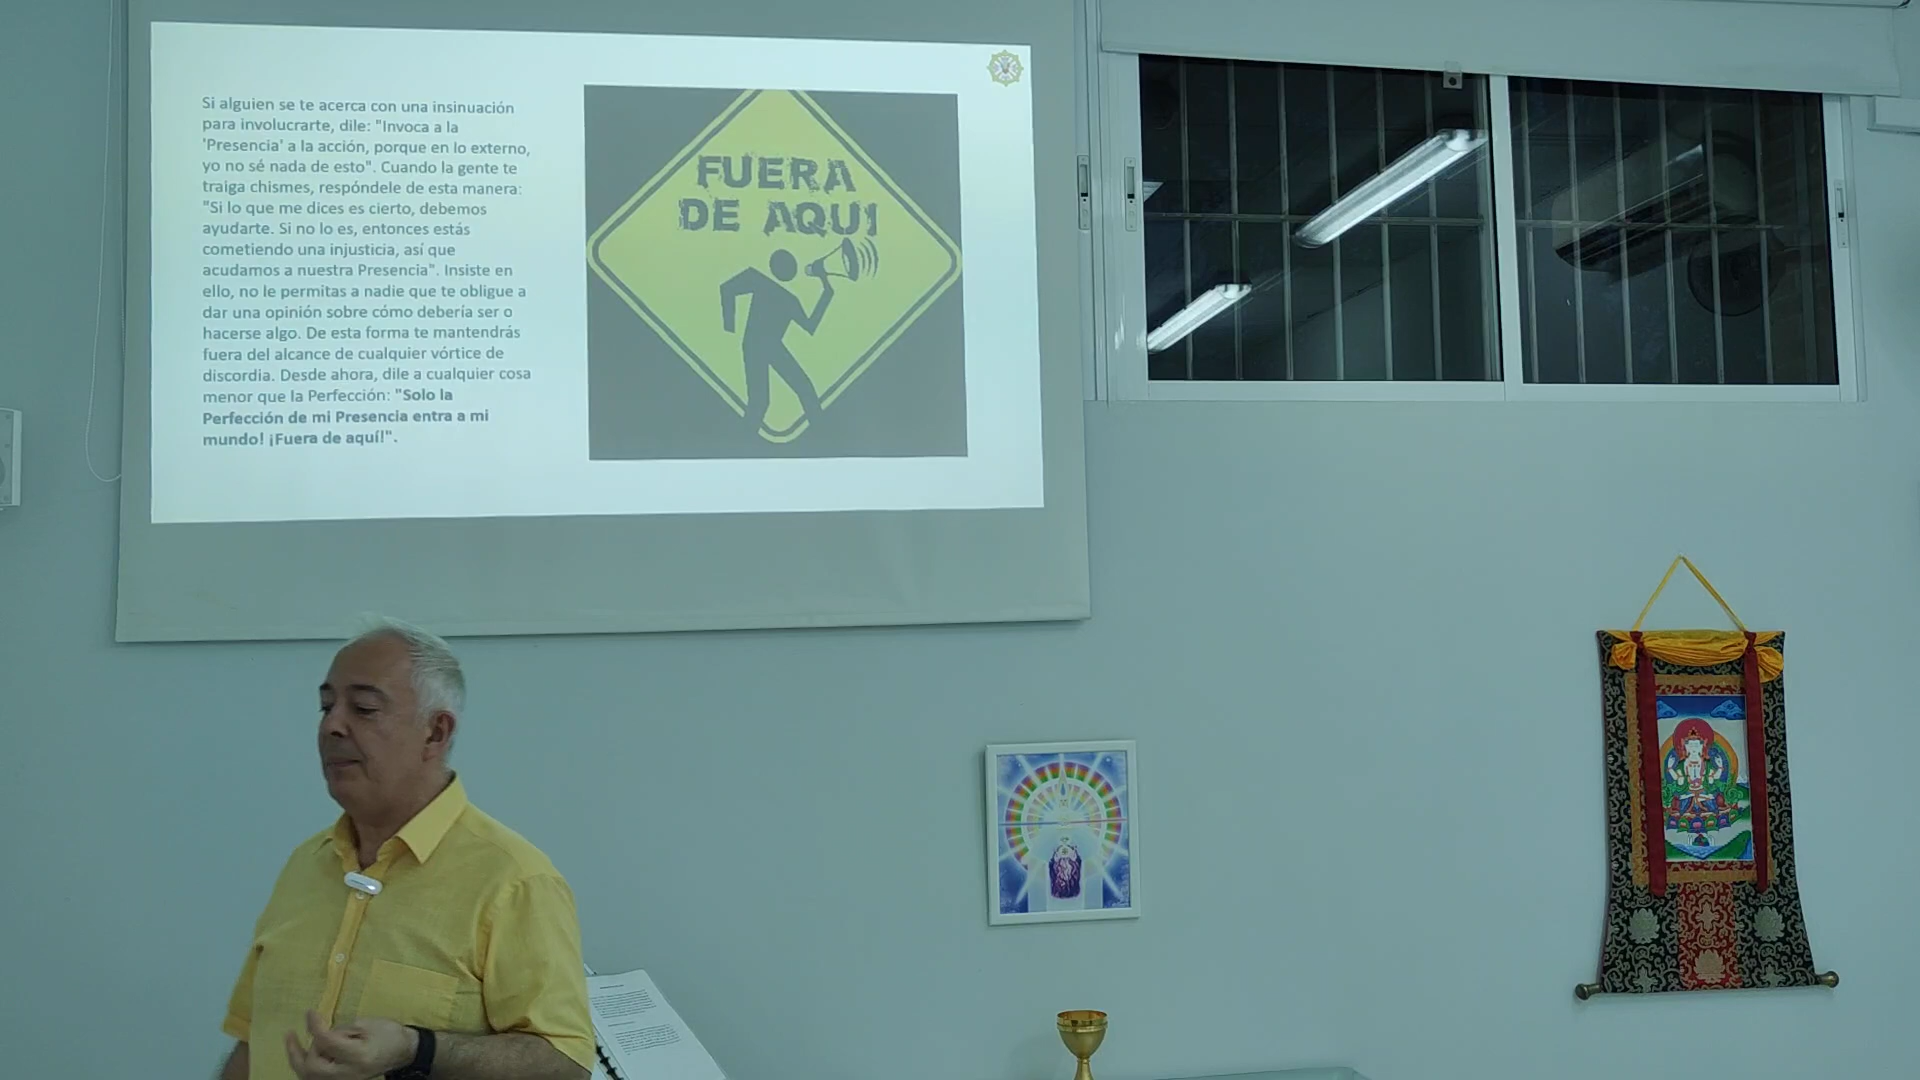 Si alguien se te acerca con una insinuación
para involucrarte, dile: "Invoca a la
'Presencia' a la acción, porque en lo externo,
yo no sé nada de esto". Cuando la gente te
traiga chismes, respóndele de esta manera:
"Si lo que me dices es cierto, debemos
ayudarte. Si no lo es, entonces estás
cometiendo una injusticia, así que
acudamos a nuestra Presencia". Insiste en
ello, no le permitas a nadie que te obligue a
dar una opinión sobre cómo debería ser o
hacerse algo. De esta forma te mantendrás
fuera del alcance de cualquier vórtice de
discordia. Desde ahora, dile a cualquier cosa
menor que la Perfección: "Solo la
Perfección de mi Presencia entra a mi
mundo! ¡Fuera de aquí!".
FUERA
DE AQUI